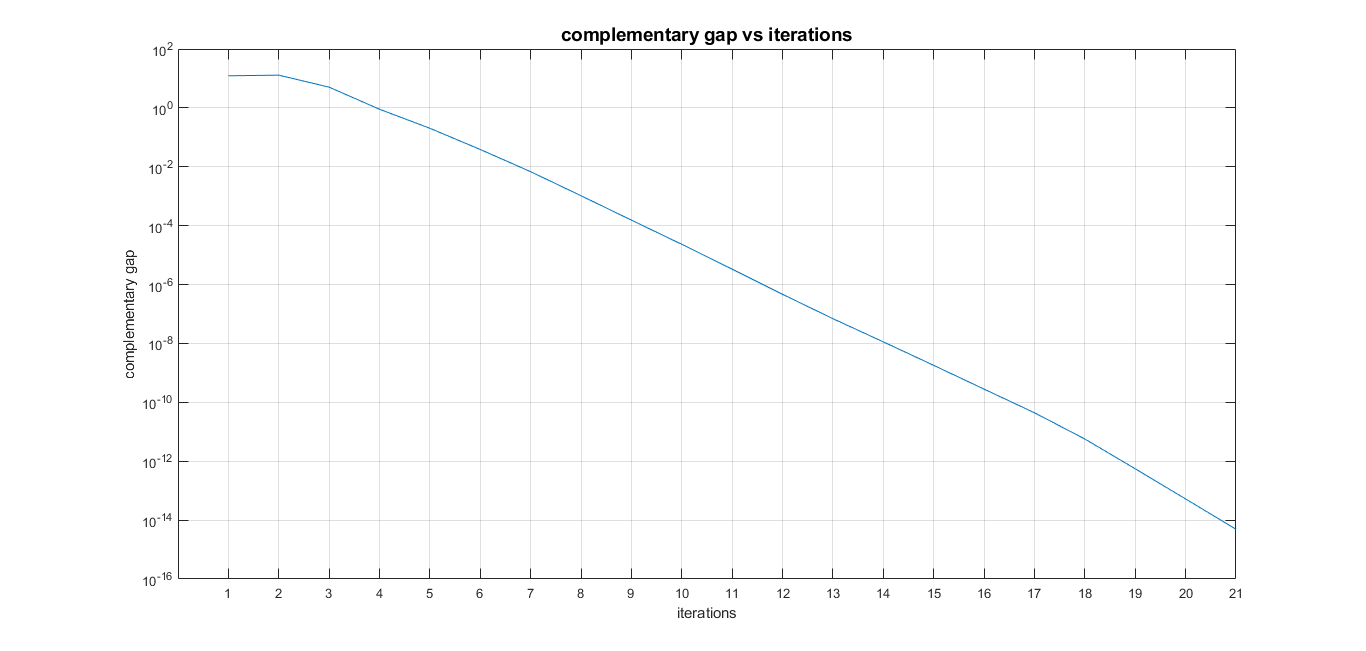 complementary gap vs iterations
10^2
10^0
10^-2
10^-4
10^-6
10^-8
10^-10
10^-12
10^-14
10^-16
complementary gap
1 2 3 4 5 6 7 8 9 10 11 12 13 14 15 16 17 18 19 20 21
iterations